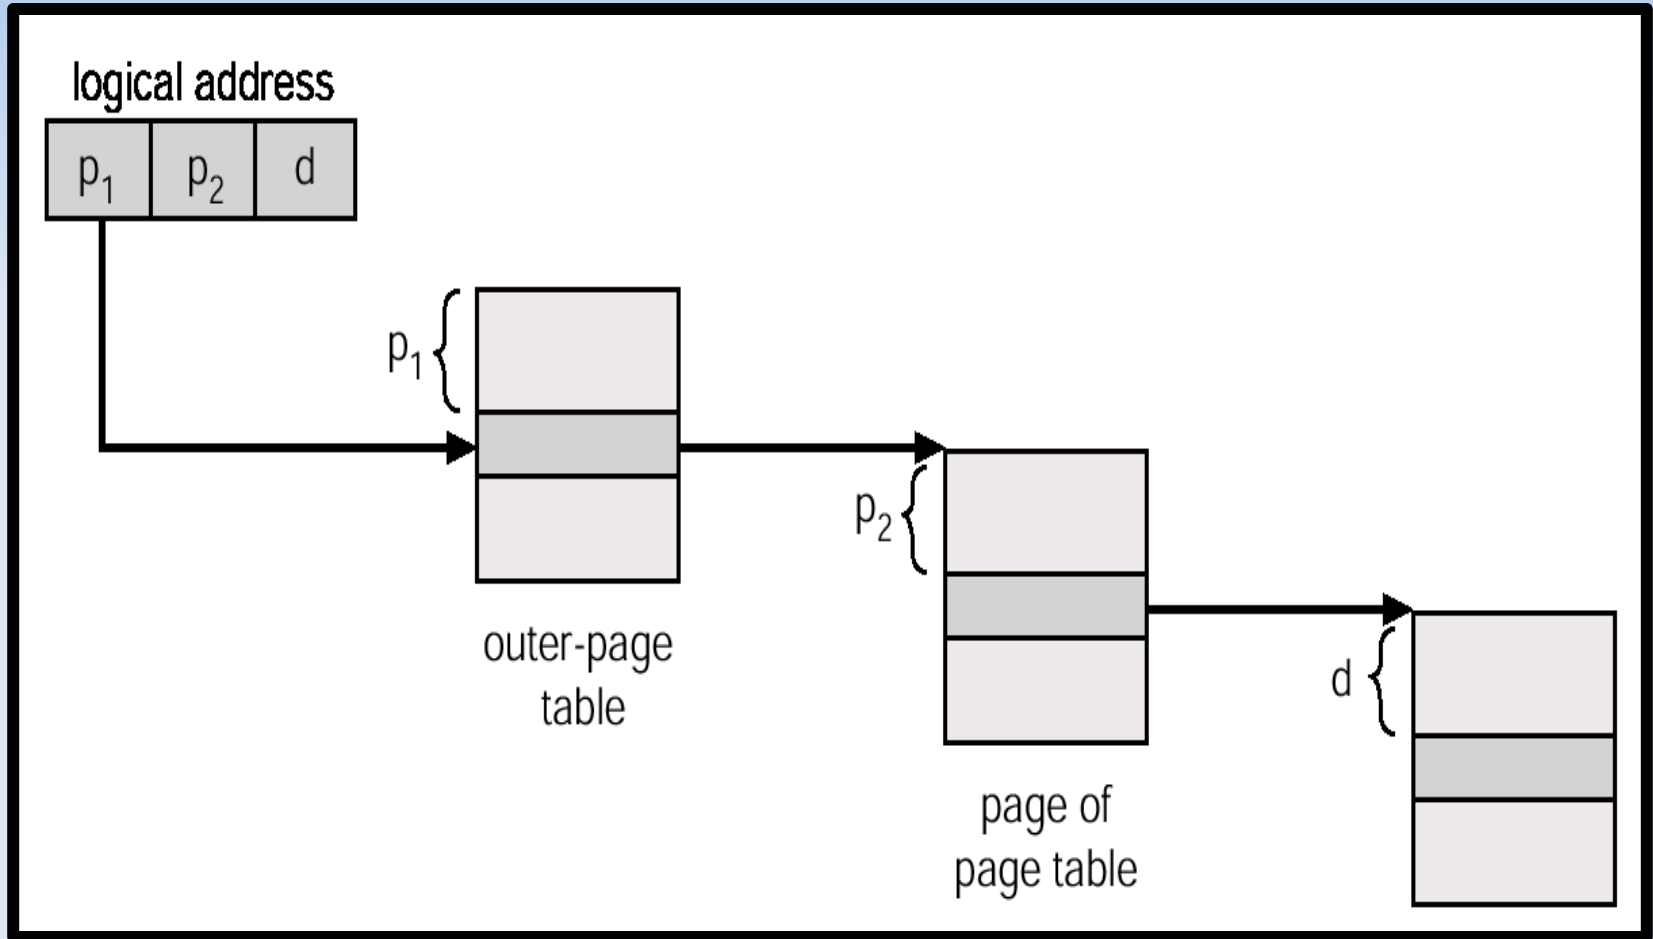 logical address
p₁ p₂ d
p₁
outer-page
table
p₂
page of
page table
d